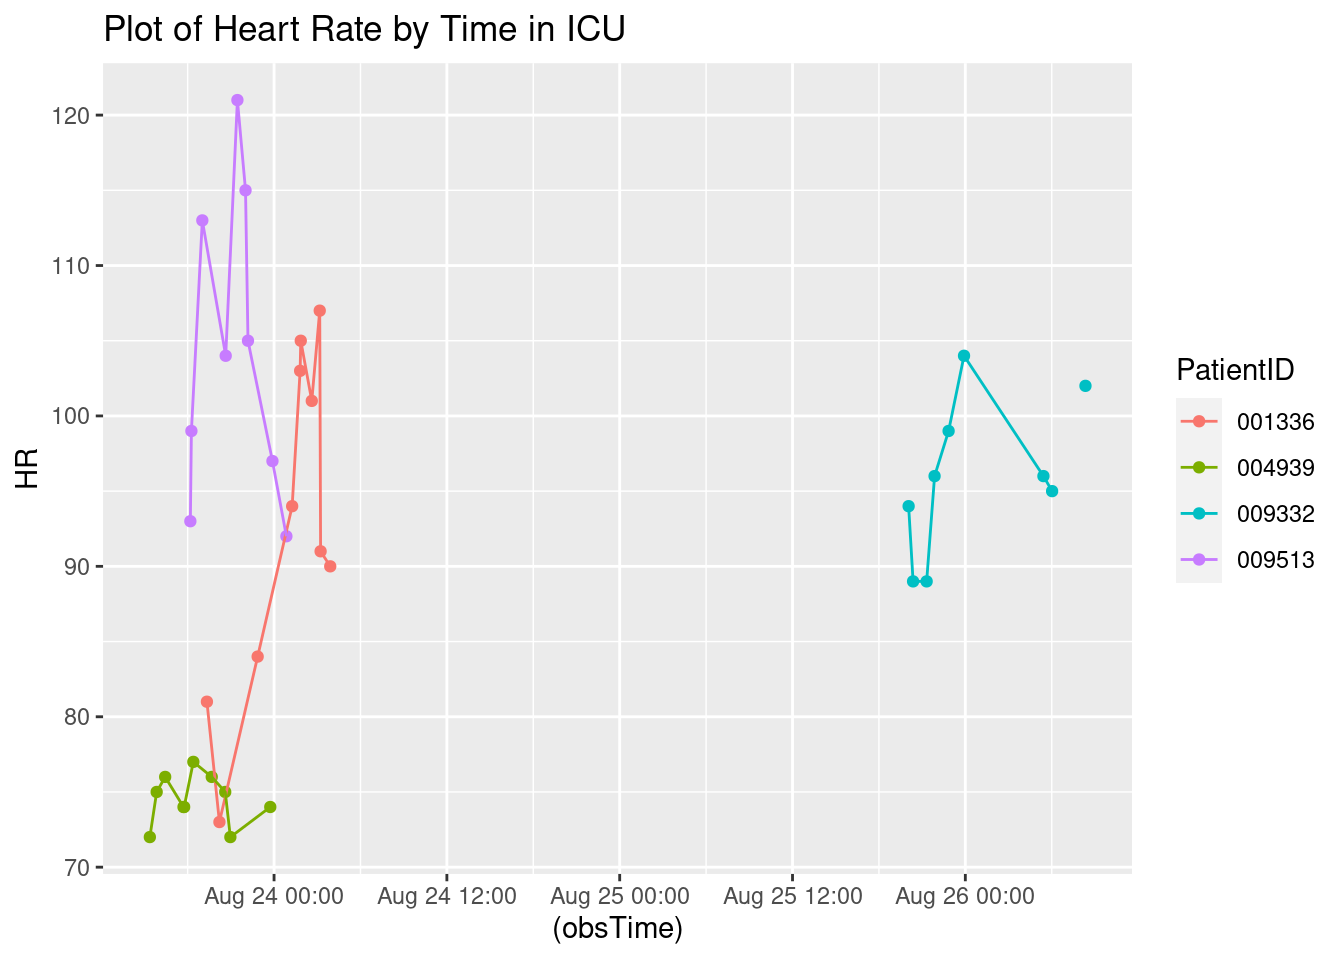 Plot of Heart Rate by Time in ICU
120
110
100
90
80
70
HR
Aug 24 00:00 Aug 24 12:00 Aug 25 00:00 Aug 25 12:00 Aug 26 00:00
(obsTime)
PatientID
001336
004939
009332
009513